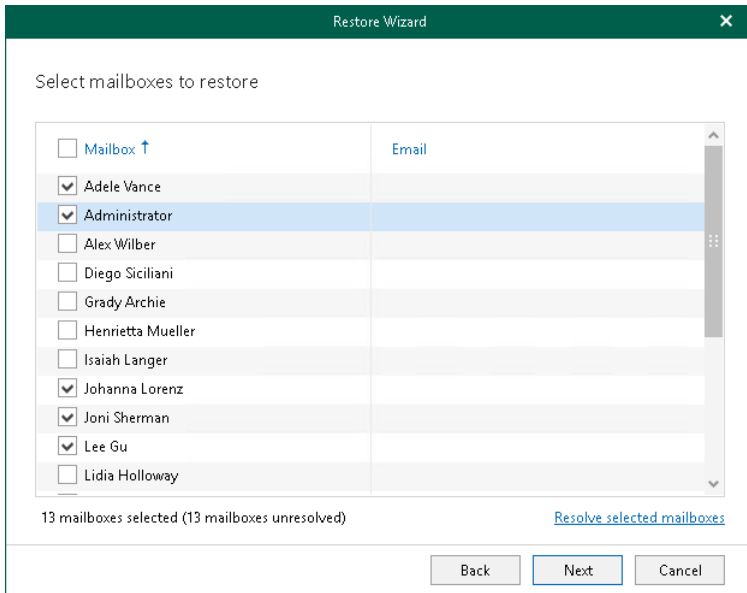 Restore Wizard
Select mailboxes to restore
Mailbox Email
Adele Vance
Administrator
Alex Wilber
Diego Siciliani
Grady Archie
Henrietta Mueller
Isaiah Langer
Johanna Lorenz
Joni Sherman
Lee Gu
Lidia Holloway
13 mailboxes selected (13 mailboxes unresolved) Resolve selected mailboxes
Back Next Cancel